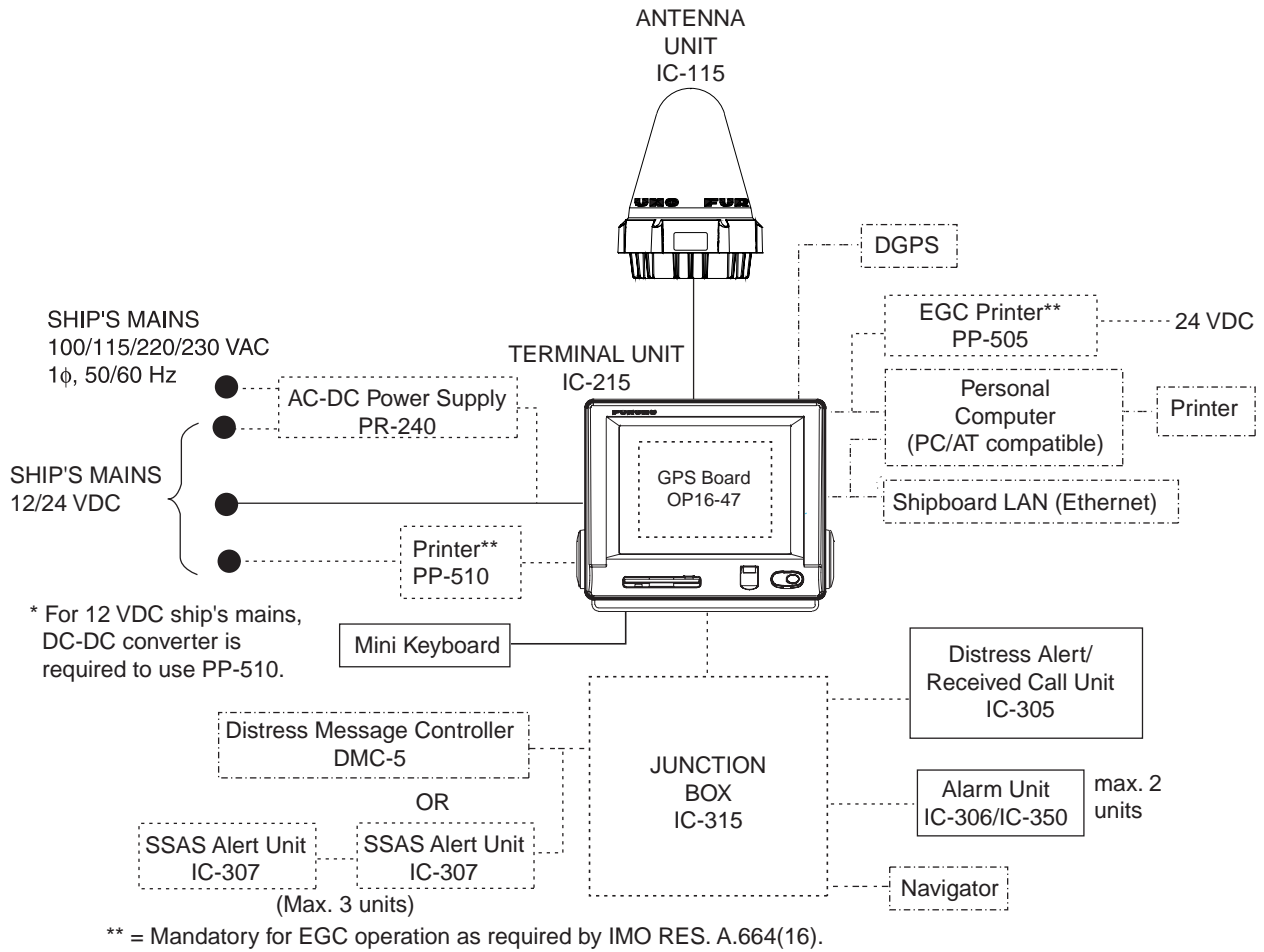 ANTENNA
UNIT
IC-115
UNO FUR
DGPS
SHIP'S MAINS
100/115/220/230 VAC
1ϕ, 50/60 Hz
EGC Printer**
PP-505
24 VDC
TERMINAL UNIT
IC-215
AC-DC Power Supply
PR-240
FURUNO
Personal
Computer
(PC/AT compatible)
Printer
SHIP'S MAINS
12/24 VDC
GPS Board
OP16-47
Shipboard LAN (Ethernet)
Printer**
PP-510
* For 12 VDC ship's mains,
DC-DC converter is
required to use PP-510.
Mini Keyboard
Distress Alert/
Received Call Unit
IC-305
Distress Message Controller
DMC-5
JUNCTION
BOX
IC-315
OR
Alarm Unit
IC-306/IC-350
max. 2
units
SSAS Alert Unit
IC-307
SSAS Alert Unit
IC-307
(Max. 3 units)
Navigator
** = Mandatory for EGC operation as required by IMO RES. A.664(16).